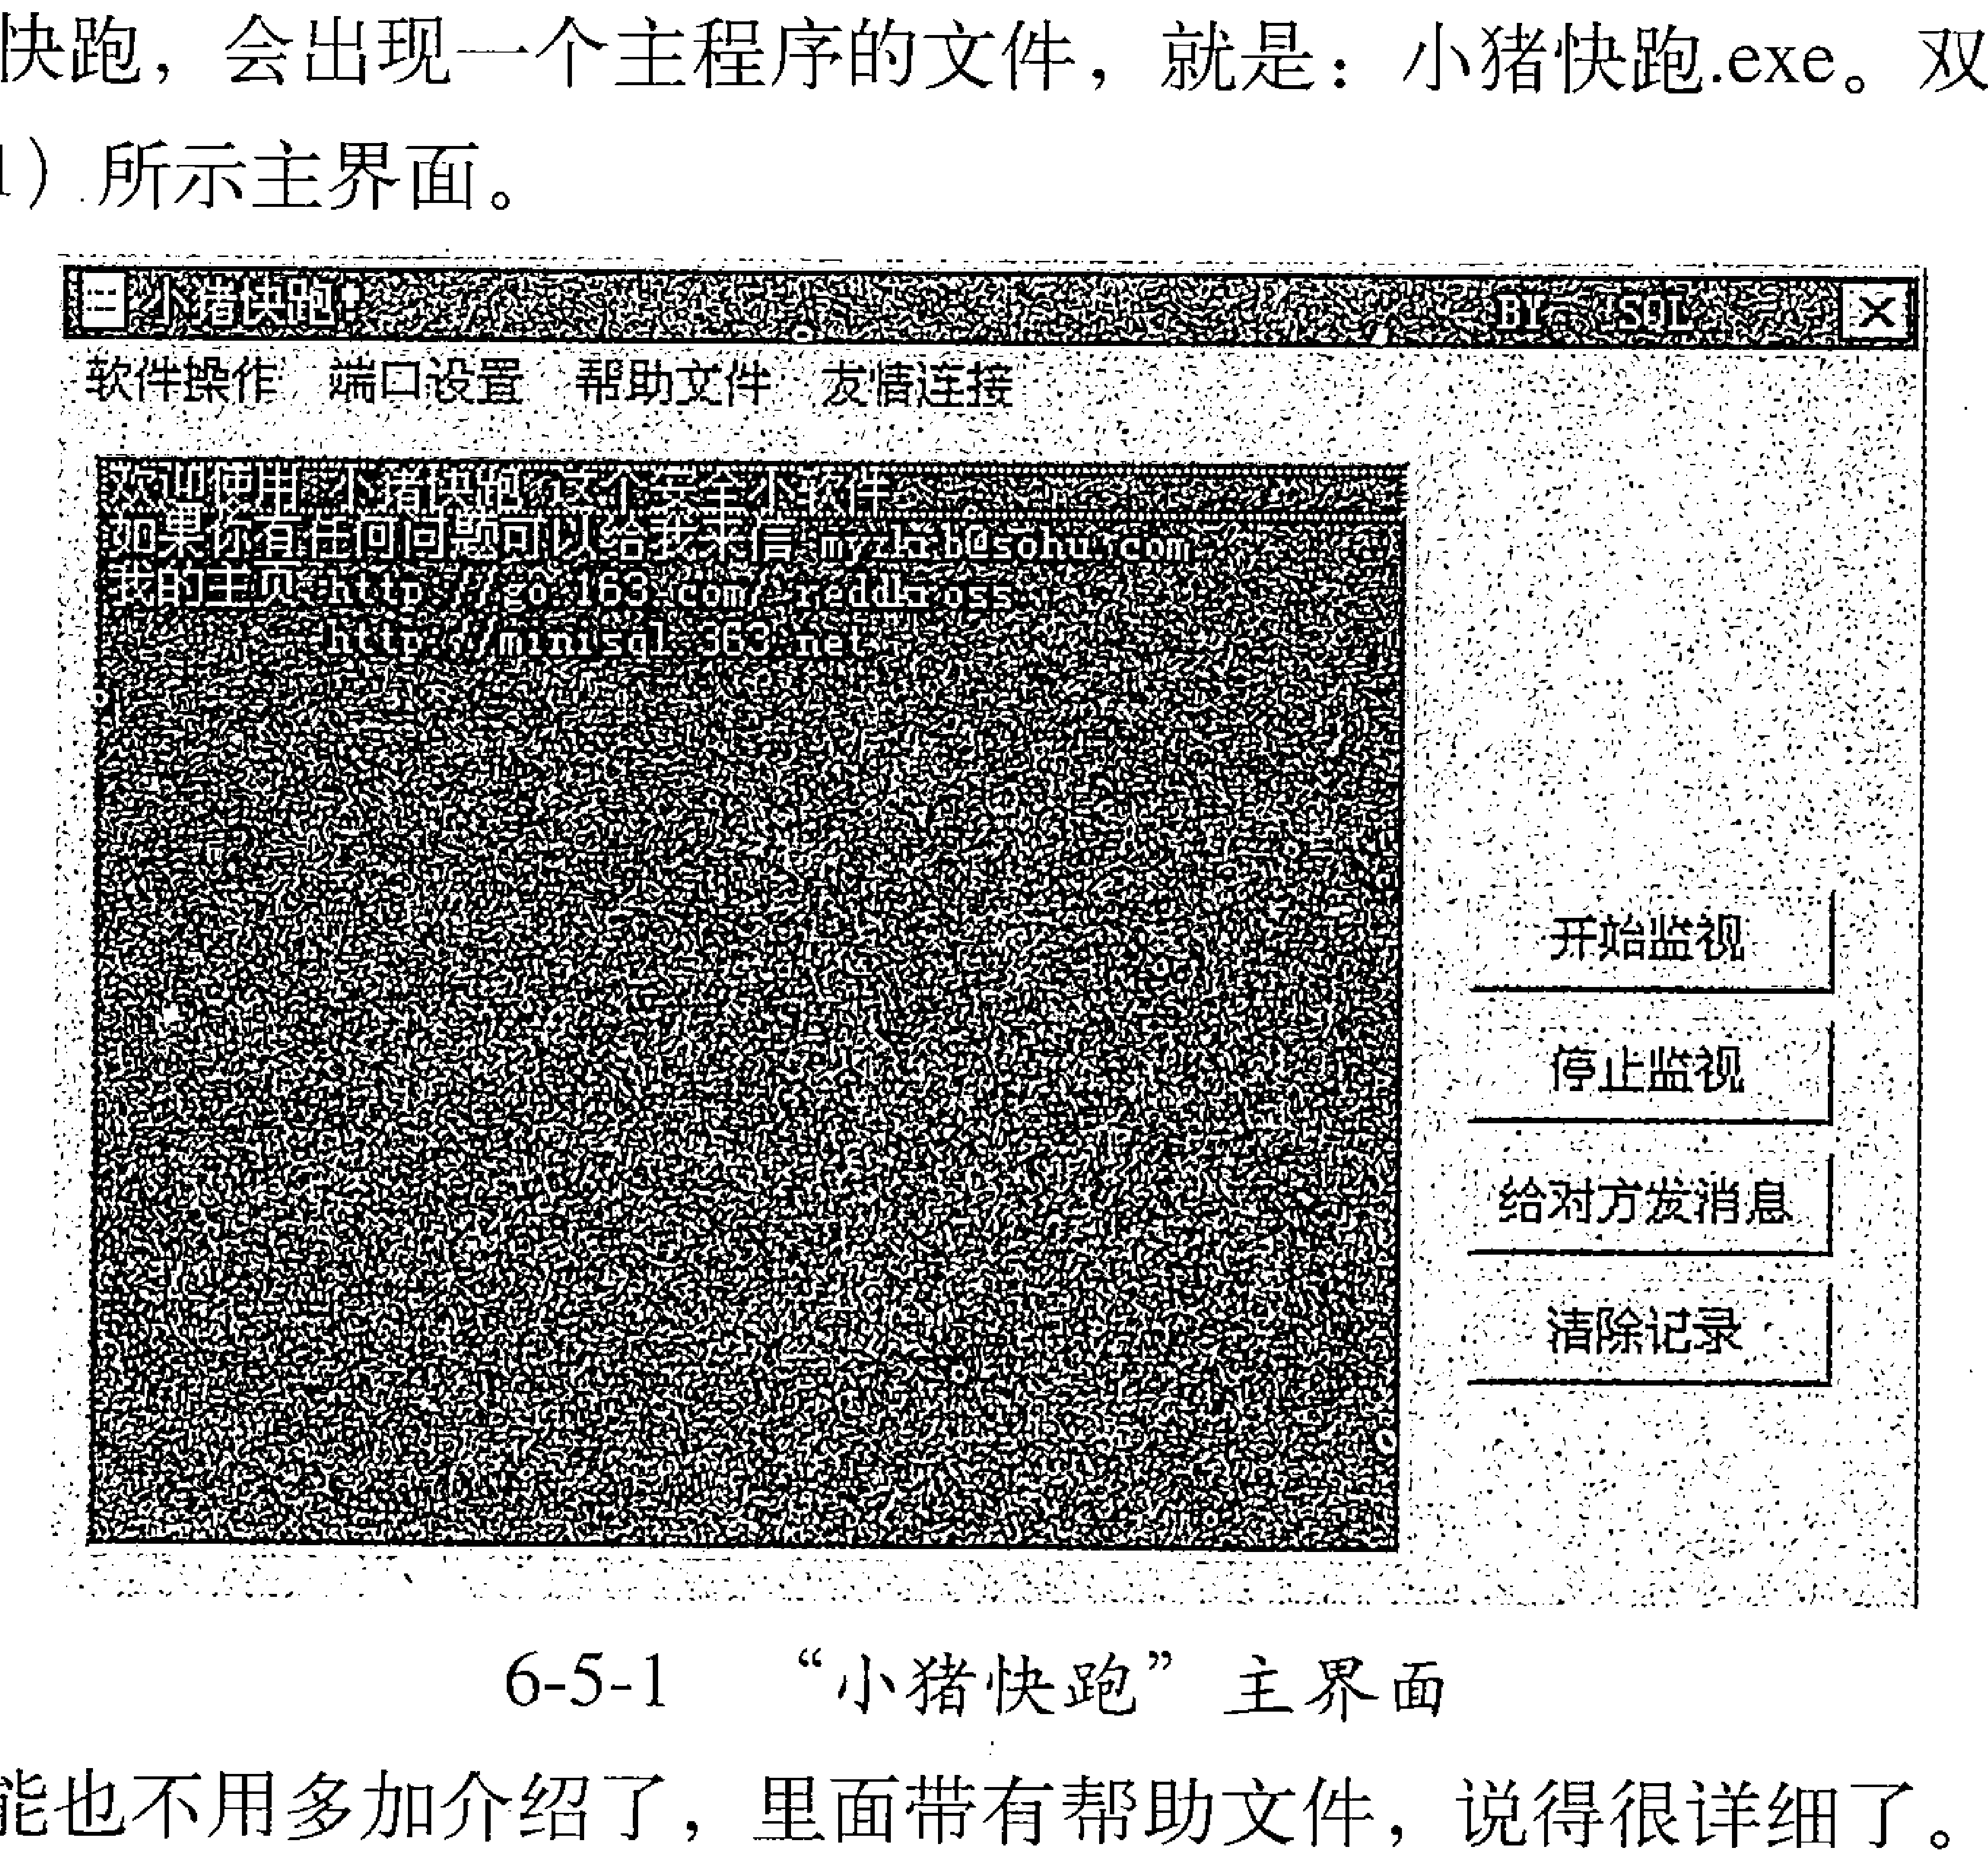 快跑，会出现一个主程序的文件，就是：小猪快跑.exe。双
1）所示主界面。
小猪快跑! BY SQL
软件操作 端口设置 帮助文件 友情连接
欢迎使用 小猪快跑 这个安全小软件
如果你有任何问题可以给我来信
我的主页
http://minisql.363.net
开始监视
停止监视
给对方发消息
清除记录
6-5-1 “小猪快跑”主界面
能也不用多加介绍了，里面带有帮助文件，说得很详细了。